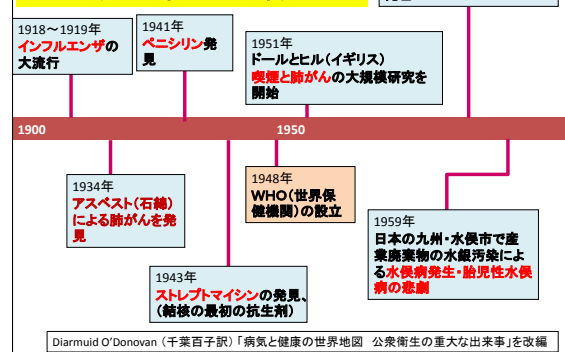 1918～1919年
インフルエンザの
大流行
1941年
ペニシリン発
見
1951年
ドールとヒル(イギリス)
喫煙と肺がんの大規模研究を
開始
1900
1950
1934年
アスベスト(石綿)
による肺がんを発
見
1948年
WHO(世界保
健機関)の設立
1943年
ストレプトマイシンの発見、
(結核の最初の抗生剤)
1959年
日本の九州・水俣市で産
業廃棄物の水銀汚染によ
る水俣病発生・胎児性水俣
病の悲劇
Diarmuid O'Donovan (千葉百子訳)「病気と健康の世界地図 公衆衛生の重大な出来事」を改編